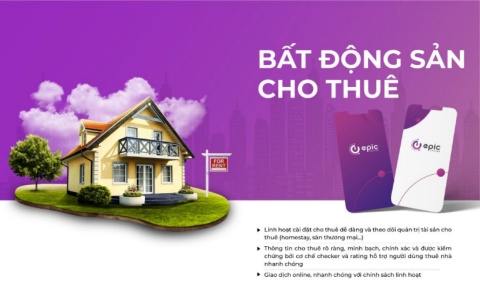 BẤT ĐỘNG SẢN
CHO THUÊ
FOR
RENT
epic
epic
Linh hoạt cài đặt cho thuê dễ dàng và theo dõi quản trị tài sản cho
thuê (homestay, sàn thương mại...)
Thông tin cho thuê rõ ràng, minh bạch, chính xác và được kiểm
chứng bởi cơ chế checker và rating hỗ trợ người dùng thuê nhà
nhanh chóng
Giao dịch online, nhanh chóng với chính sách linh hoạt